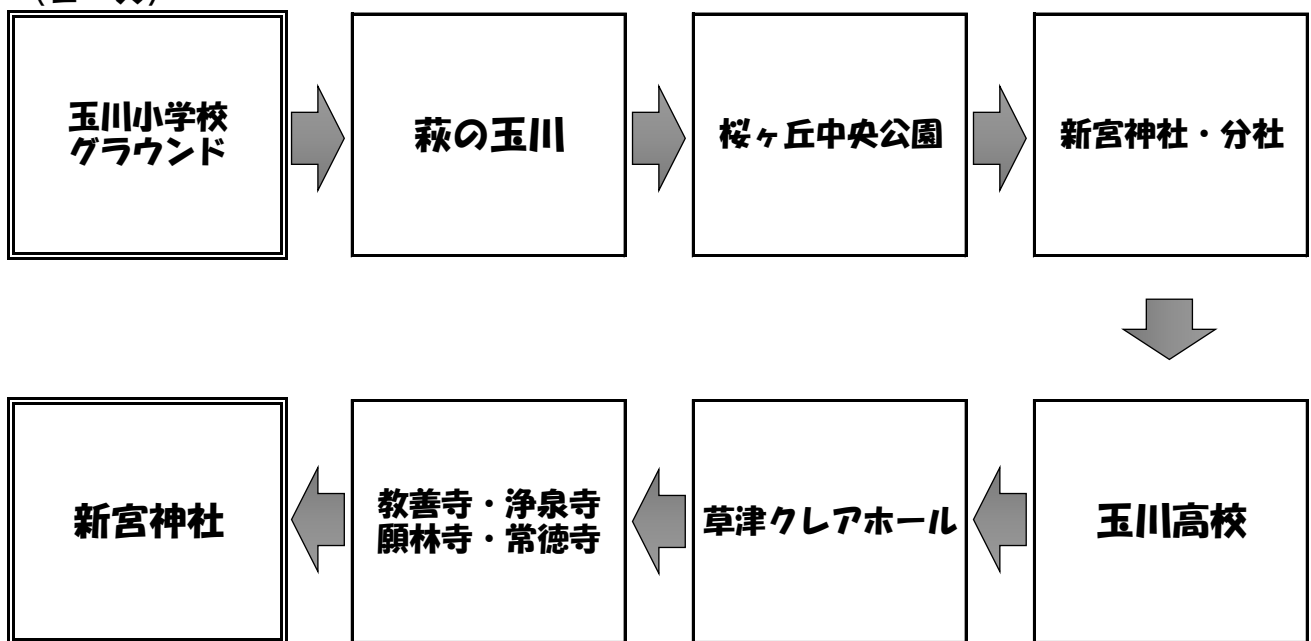 玉川小学校
グラウンド
萩の玉川
桜ヶ丘中央公園
新宮神社・分社
玉川高校
草津クレアホール
教善寺・浄泉寺
願林寺・常徳寺
新宮神社